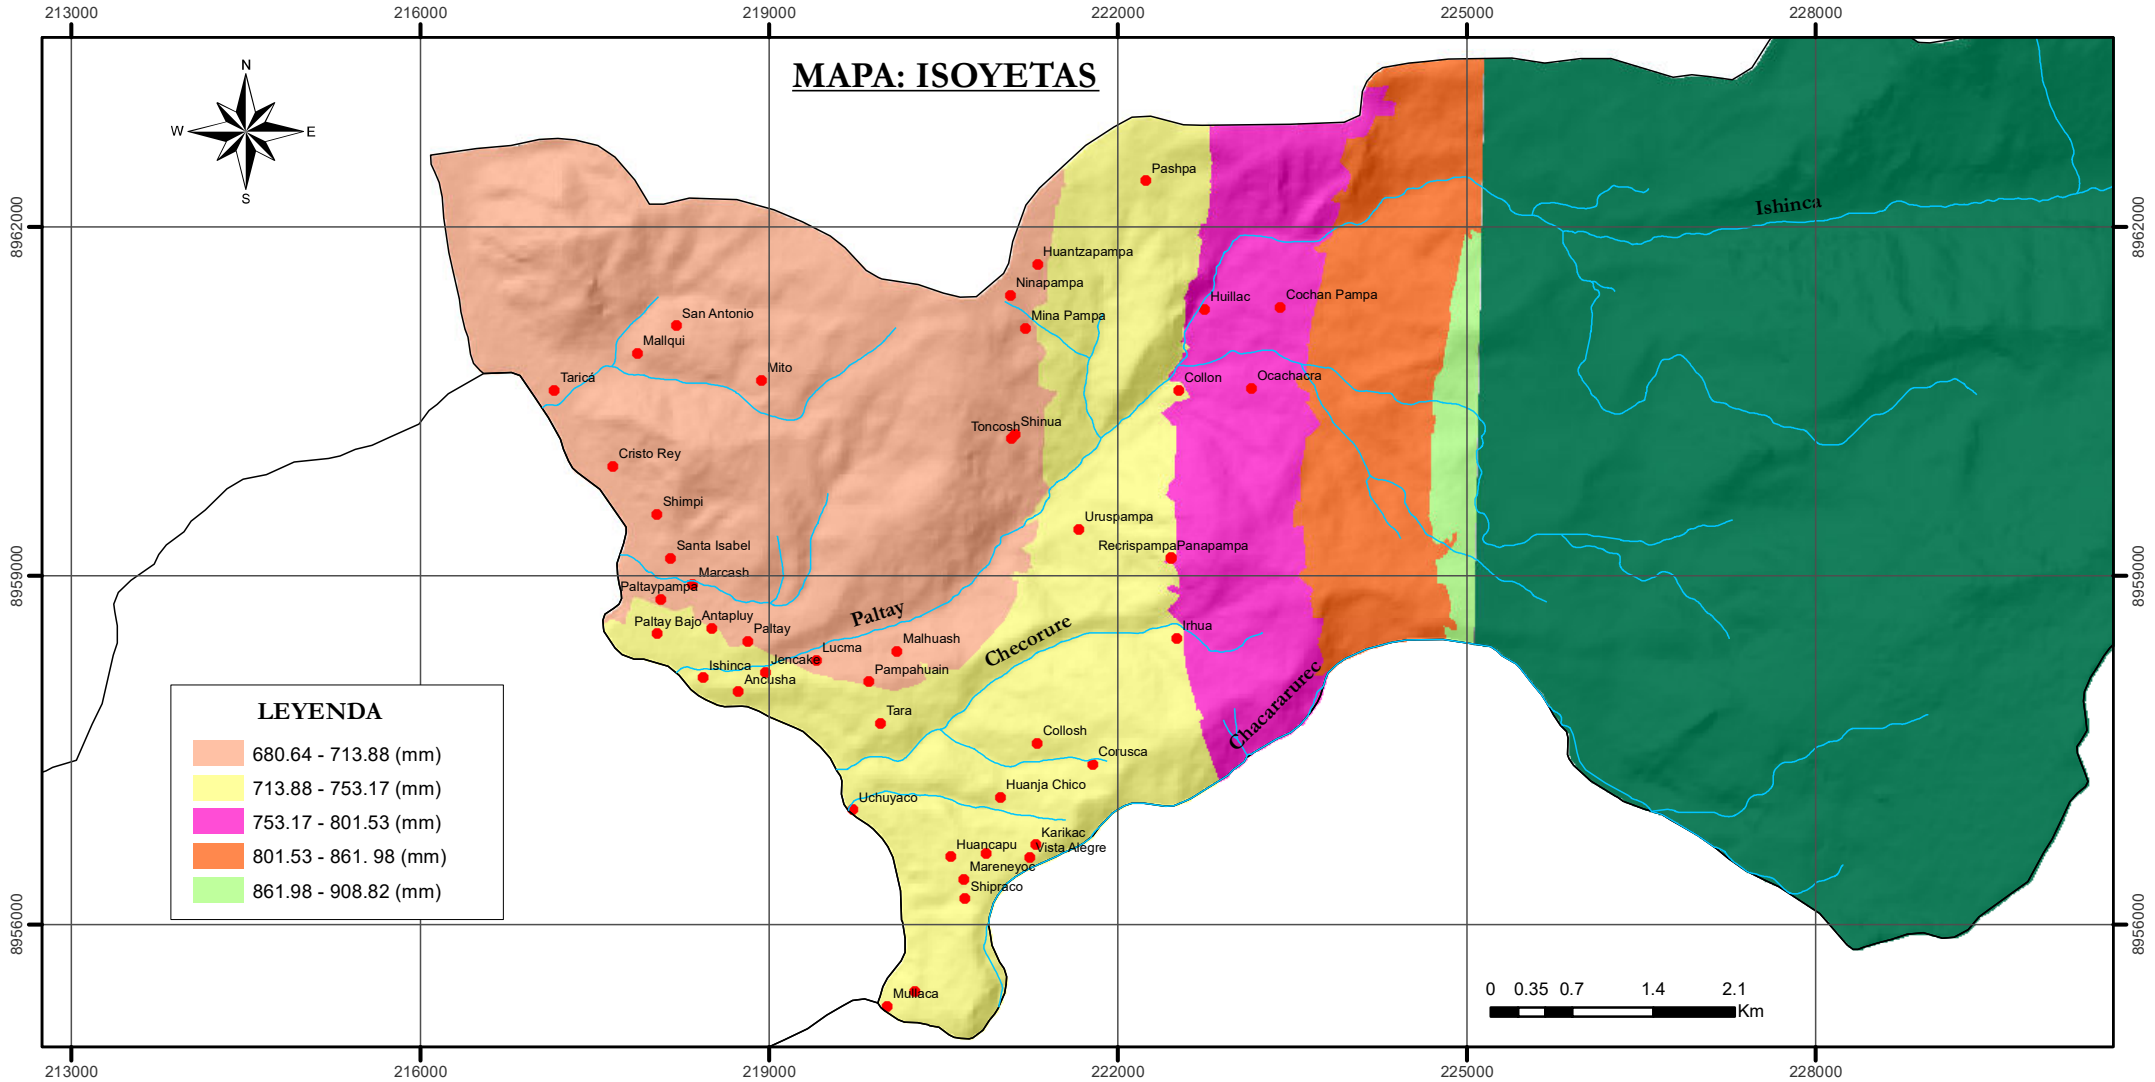 213000
216000
219000
222000
225000
228000
MAPA: ISOYETAS
N
W
E
S
8962000
8962000
8959000
8959000
8956000
8956000
Pashpa
Ishinca
Huantzapampa
Ninapampa
Mina Pampa
Huillac
Cochan Pampa
San Antonio
Mallqui
Mito
Taricá
Collon
Ocachacra
Toncosh
Shinua
Cristo Rey
Shimpi
Uruspampa
Santa Isabel
Recrispampa
Panapampa
Marcash
Paltaypampa
Paltay
Antapluy
Paltay Bajo
Paltay
Checorure
Irhua
Malhuash
Lucma
Jencake
Ishinca
Pampahuain
Ancusha
Chacararurec
Tara
Collosh
Corusca
Huanja Chico
Uchuyaco
Karikac
Huancapu
Vista Alegre
Mareneyoc
Shipraco
Mullaca
LEYENDA
680.64 - 713.88 (mm)
713.88 - 753.17 (mm)
753.17 - 801.53 (mm)
801.53 - 861. 98 (mm)
861.98 - 908.82 (mm)
0 0.35 0.7 1.4 2.1
Km
213000
216000
219000
222000
225000
228000